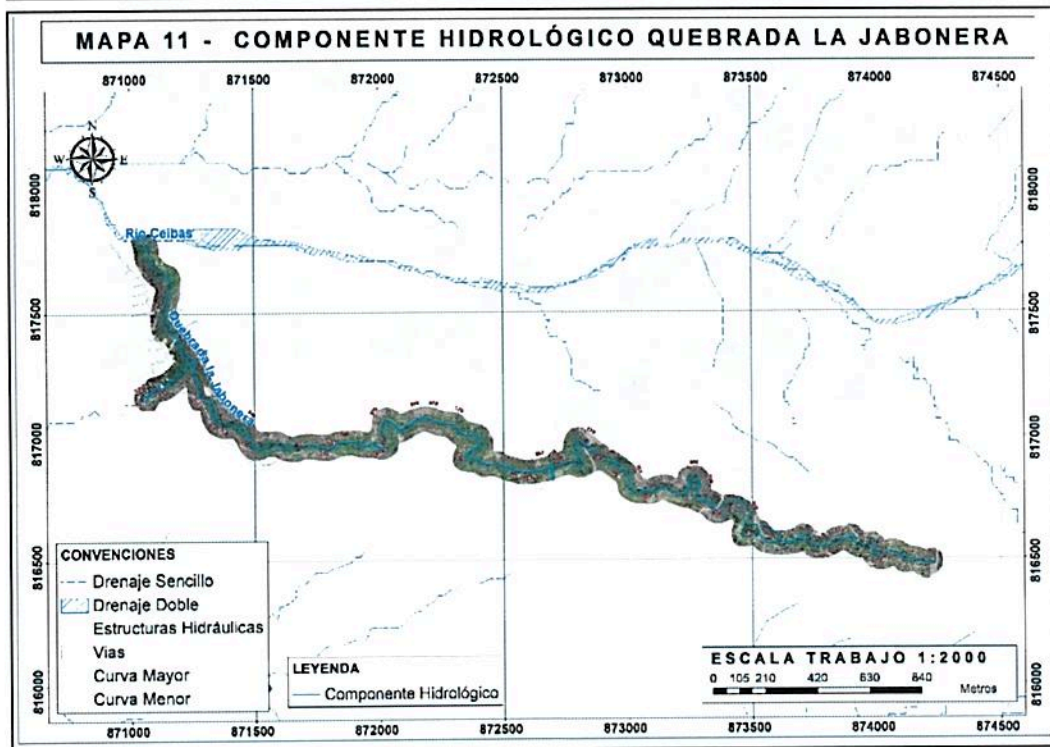 MAPA 11 - COMPONENTE HIDROLÓGICO QUEBRADA LA JABONERA
871000 871500 872000 872500 873000 873500 874000 874500
N
W E
S
818000 818000
Río Ceibas
817500 817500
Quebrada la Jabonera
817000 817000
816500 816500
816000 816000
CONVENCIONES
Drenaje Sencillo
Drenaje Doble
Estructuras Hidráulicas
Vias
Curva Mayor
Curva Menor
LEYENDA
Componente Hidrológico
ESCALA TRABAJO 1:2000
0 105 210 420 630 840
Metros
871000 871500 872000 872500 873000 873500 874000 874500